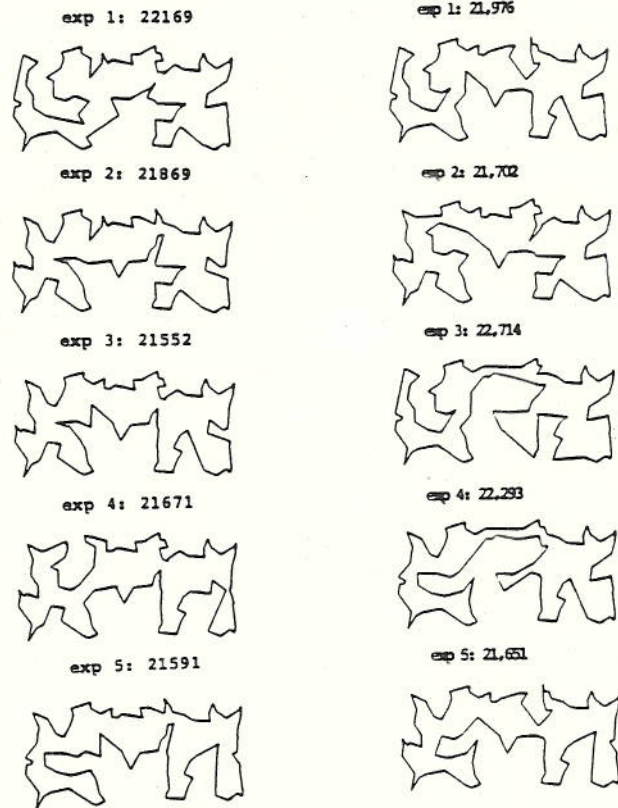 exp 1: 22169
exp 2: 21869
exp 3: 21552
exp 4: 21671
exp 5: 21591
exp 1: 21,976
exp 2: 21,702
exp 3: 22,714
exp 4: 22,293
exp 5: 21,651